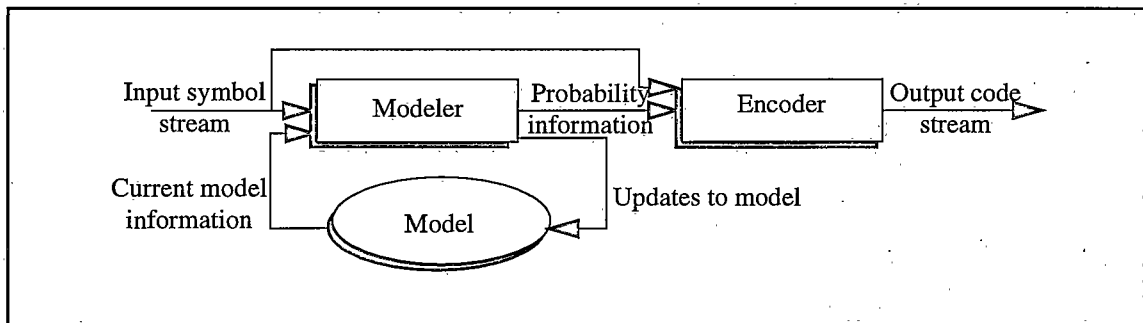 Input symbol
stream
Modeler
Probability
information
Encoder
Output code
stream
Current model
information
Model
Updates to model